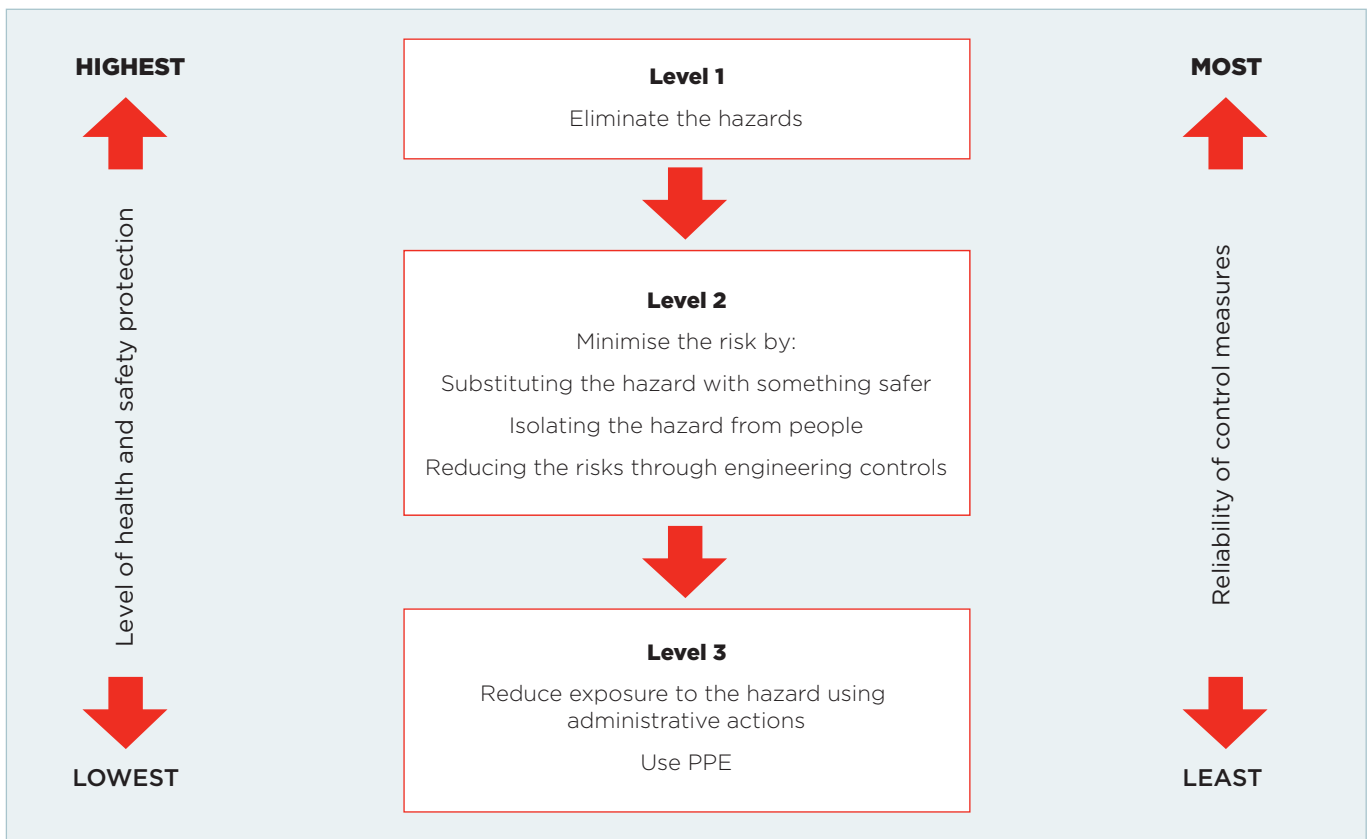 HIGHEST
Level of health and safety protection
LOWEST
Level 1
Eliminate the hazards
Level 2
Minimise the risk by:
Substituting the hazard with something safer
Isolating the hazard from people
Reducing the risks through engineering controls
Level 3
Reduce exposure to the hazard using
administrative actions
Use PPE
MOST
Reliability of control measures
LEAST